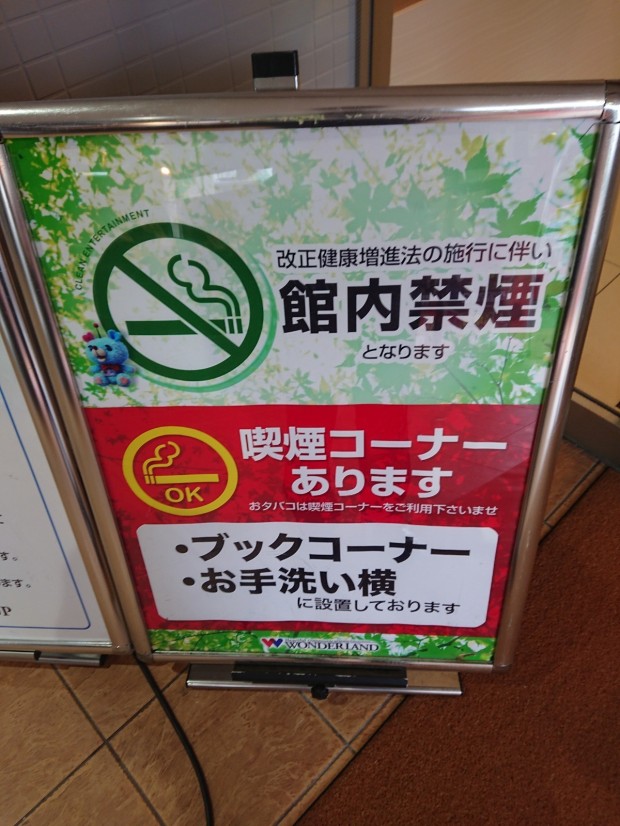 CLEAN ENTERTAINMENT
改正健康増進法の施行に伴い
館内禁煙
となります
喫煙コーナー
あります
OK
おタバコは喫煙コーナーをご利用下さいませ
・ブックコーナー
・お手洗い横
に設置しております
WONDERLAND
す。
ます。